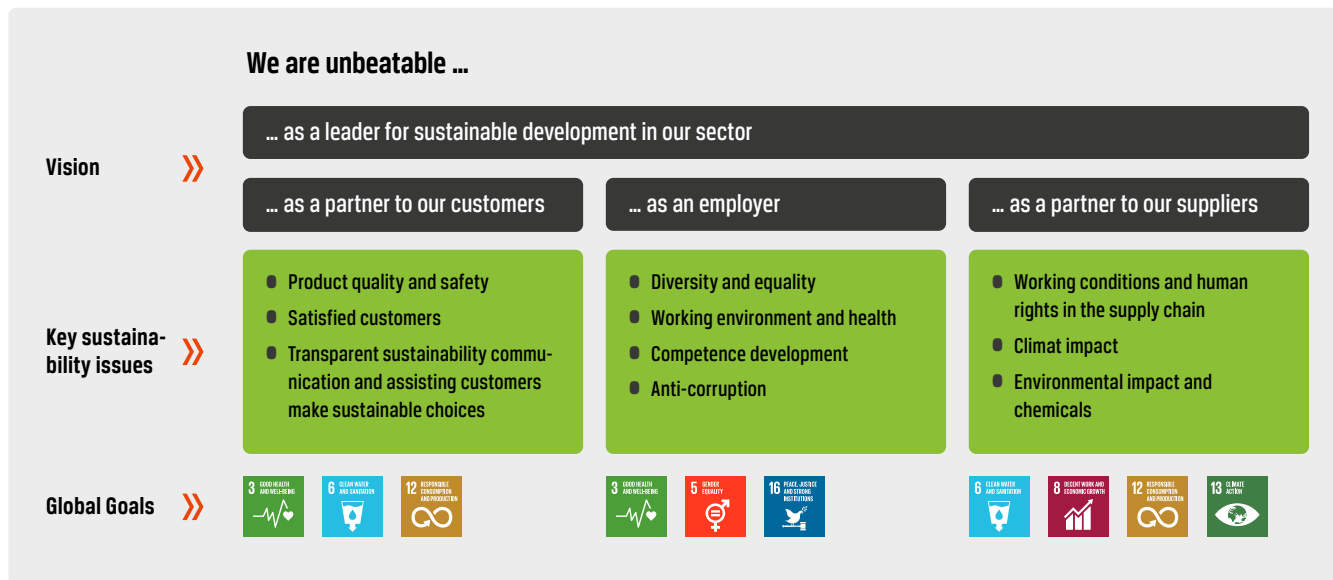 We are unbeatable ...
Vision
... as a leader for sustainable development in our sector
... as a partner to our customers
... as an employer
... as a partner to our suppliers
Key sustaina-
bility issues
Product quality and safety
Satisfied customers
Transparent sustainability commu-
nication and assisting customers
make sustainable choices
Diversity and equality
Working environment and health
Competence development
Anti-corruption
Working conditions and human
rights in the supply chain
Climat impact
Environmental impact and
chemicals
Global Goals
3 GOOD HEALTH
AND WELL-BEING
6 CLEAN WATER
AND SANITATION
12 RESPONSIBLE
CONSUMPTION
AND PRODUCTION
3 GOOD HEALTH
AND WELL-BEING
5 GENDER
EQUALITY
16 PEACE, JUSTICE
AND STRONG
INSTITUTIONS
6 CLEAN WATER
AND SANITATION
8 DECENT WORK AND
ECONOMIC GROWTH
12 RESPONSIBLE
CONSUMPTION
AND PRODUCTION
13 CLIMATE
ACTION